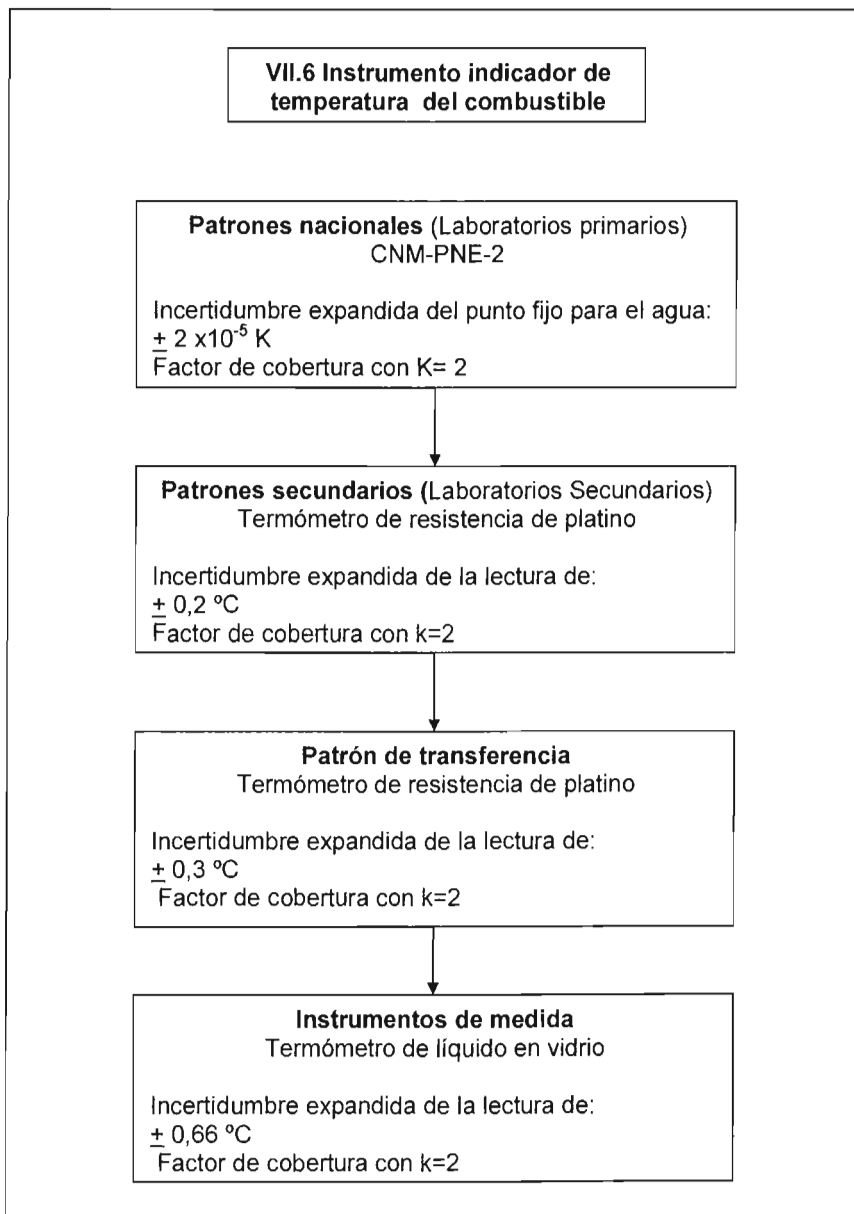 VII.6 Instrumento indicador de
temperatura del combustible
Patrones nacionales (Laboratorios primarios)
CNM-PNE-2
Incertidumbre expandida del punto fijo para el agua:
± 2 x10⁻⁵ K
Factor de cobertura con K= 2
Patrones secundarios (Laboratorios Secundarios)
Termómetro de resistencia de platino
Incertidumbre expandida de la lectura de:
± 0,2 ºC
Factor de cobertura con k=2
Patrón de transferencia
Termómetro de resistencia de platino
Incertidumbre expandida de la lectura de:
± 0,3 ºC
Factor de cobertura con k=2
Instrumentos de medida
Termómetro de líquido en vidrio
Incertidumbre expandida de la lectura de:
± 0,66 ºC
Factor de cobertura con k=2